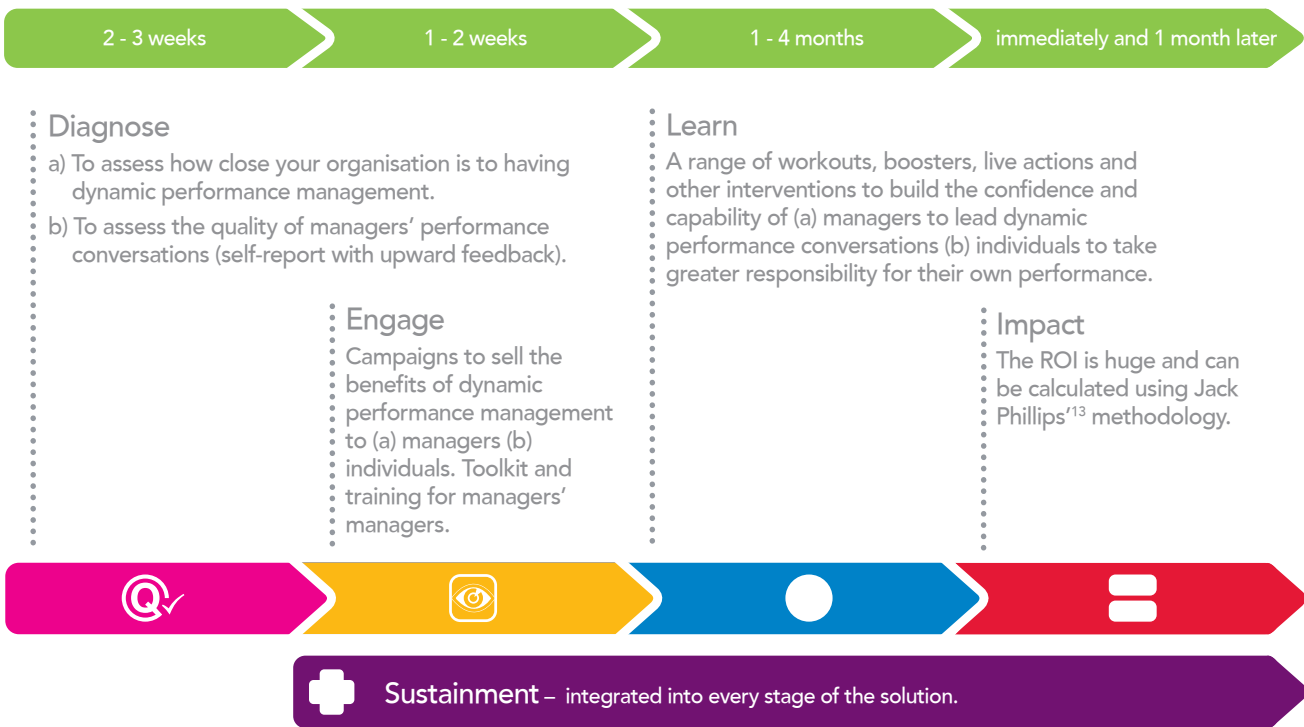 2 - 3 weeks
1 - 2 weeks
1 - 4 months
immediately and 1 month later
Diagnose
a) To assess how close your organisation is to having
dynamic performance management.
b) To assess the quality of managers’ performance
conversations (self-report with upward feedback).
Engage
Campaigns to sell the
benefits of dynamic
performance management
to (a) managers (b)
individuals. Toolkit and
training for managers’
managers.
Learn
A range of workouts, boosters, live actions and
other interventions to build the confidence and
capability of (a) managers to lead dynamic
performance conversations (b) individuals to take
greater responsibility for their own performance.
Impact
The ROI is huge and can
be calculated using Jack
Phillips’13 methodology.
Q
Sustainment – integrated into every stage of the solution.